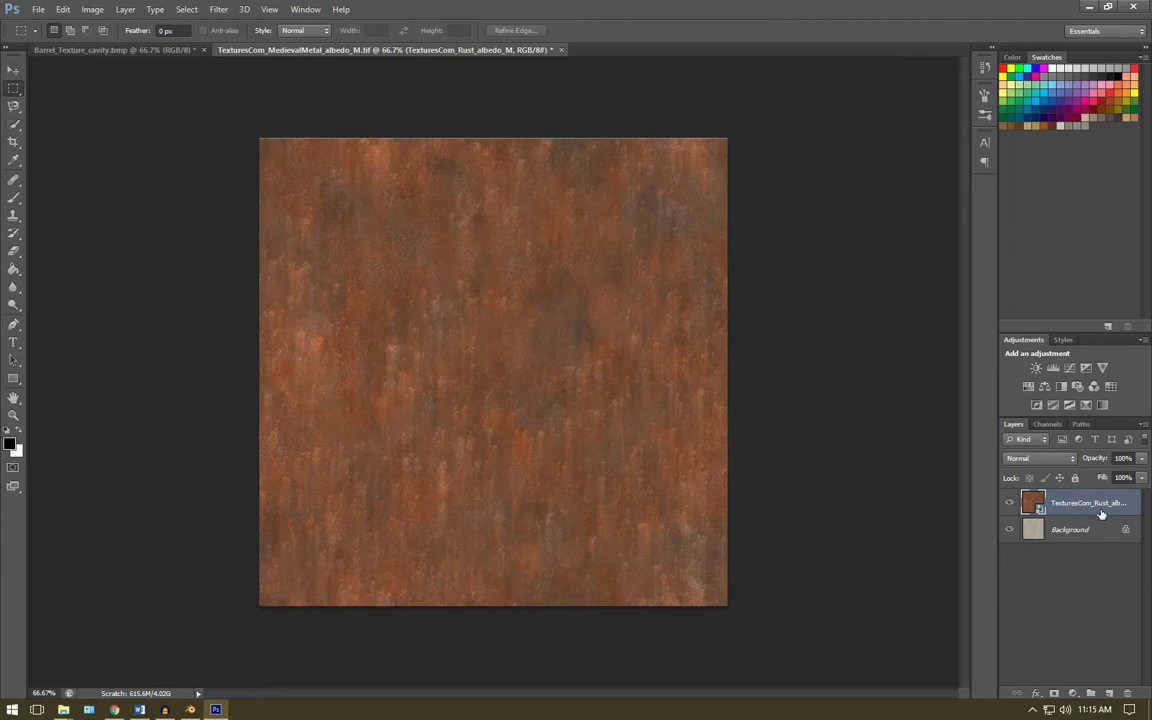 Ps File Edit Image Layer Type Select Filter 3D View Window Help
Feather: 0 px Anti-alias Style: Normal Width: Height: Refine Edge... Essentials
Barrel_Texture_cavity.bmp @ 66.7% (RGB/8) * × TexturesCom_MedievalMetal_albedo_M.tif @ 66.7% (TexturesCom_Rust_albedo_M, RGB/8#) * ×
Color Swatches
Adjustments Styles
Add an adjustment
Layers Channels Paths
Kind
Normal Opacity: 100%
Lock: Fill: 100%
TexturesCom_Rust_alb...
Background
66.67% Scratch: 615.6M/4.02G
11:15 AM